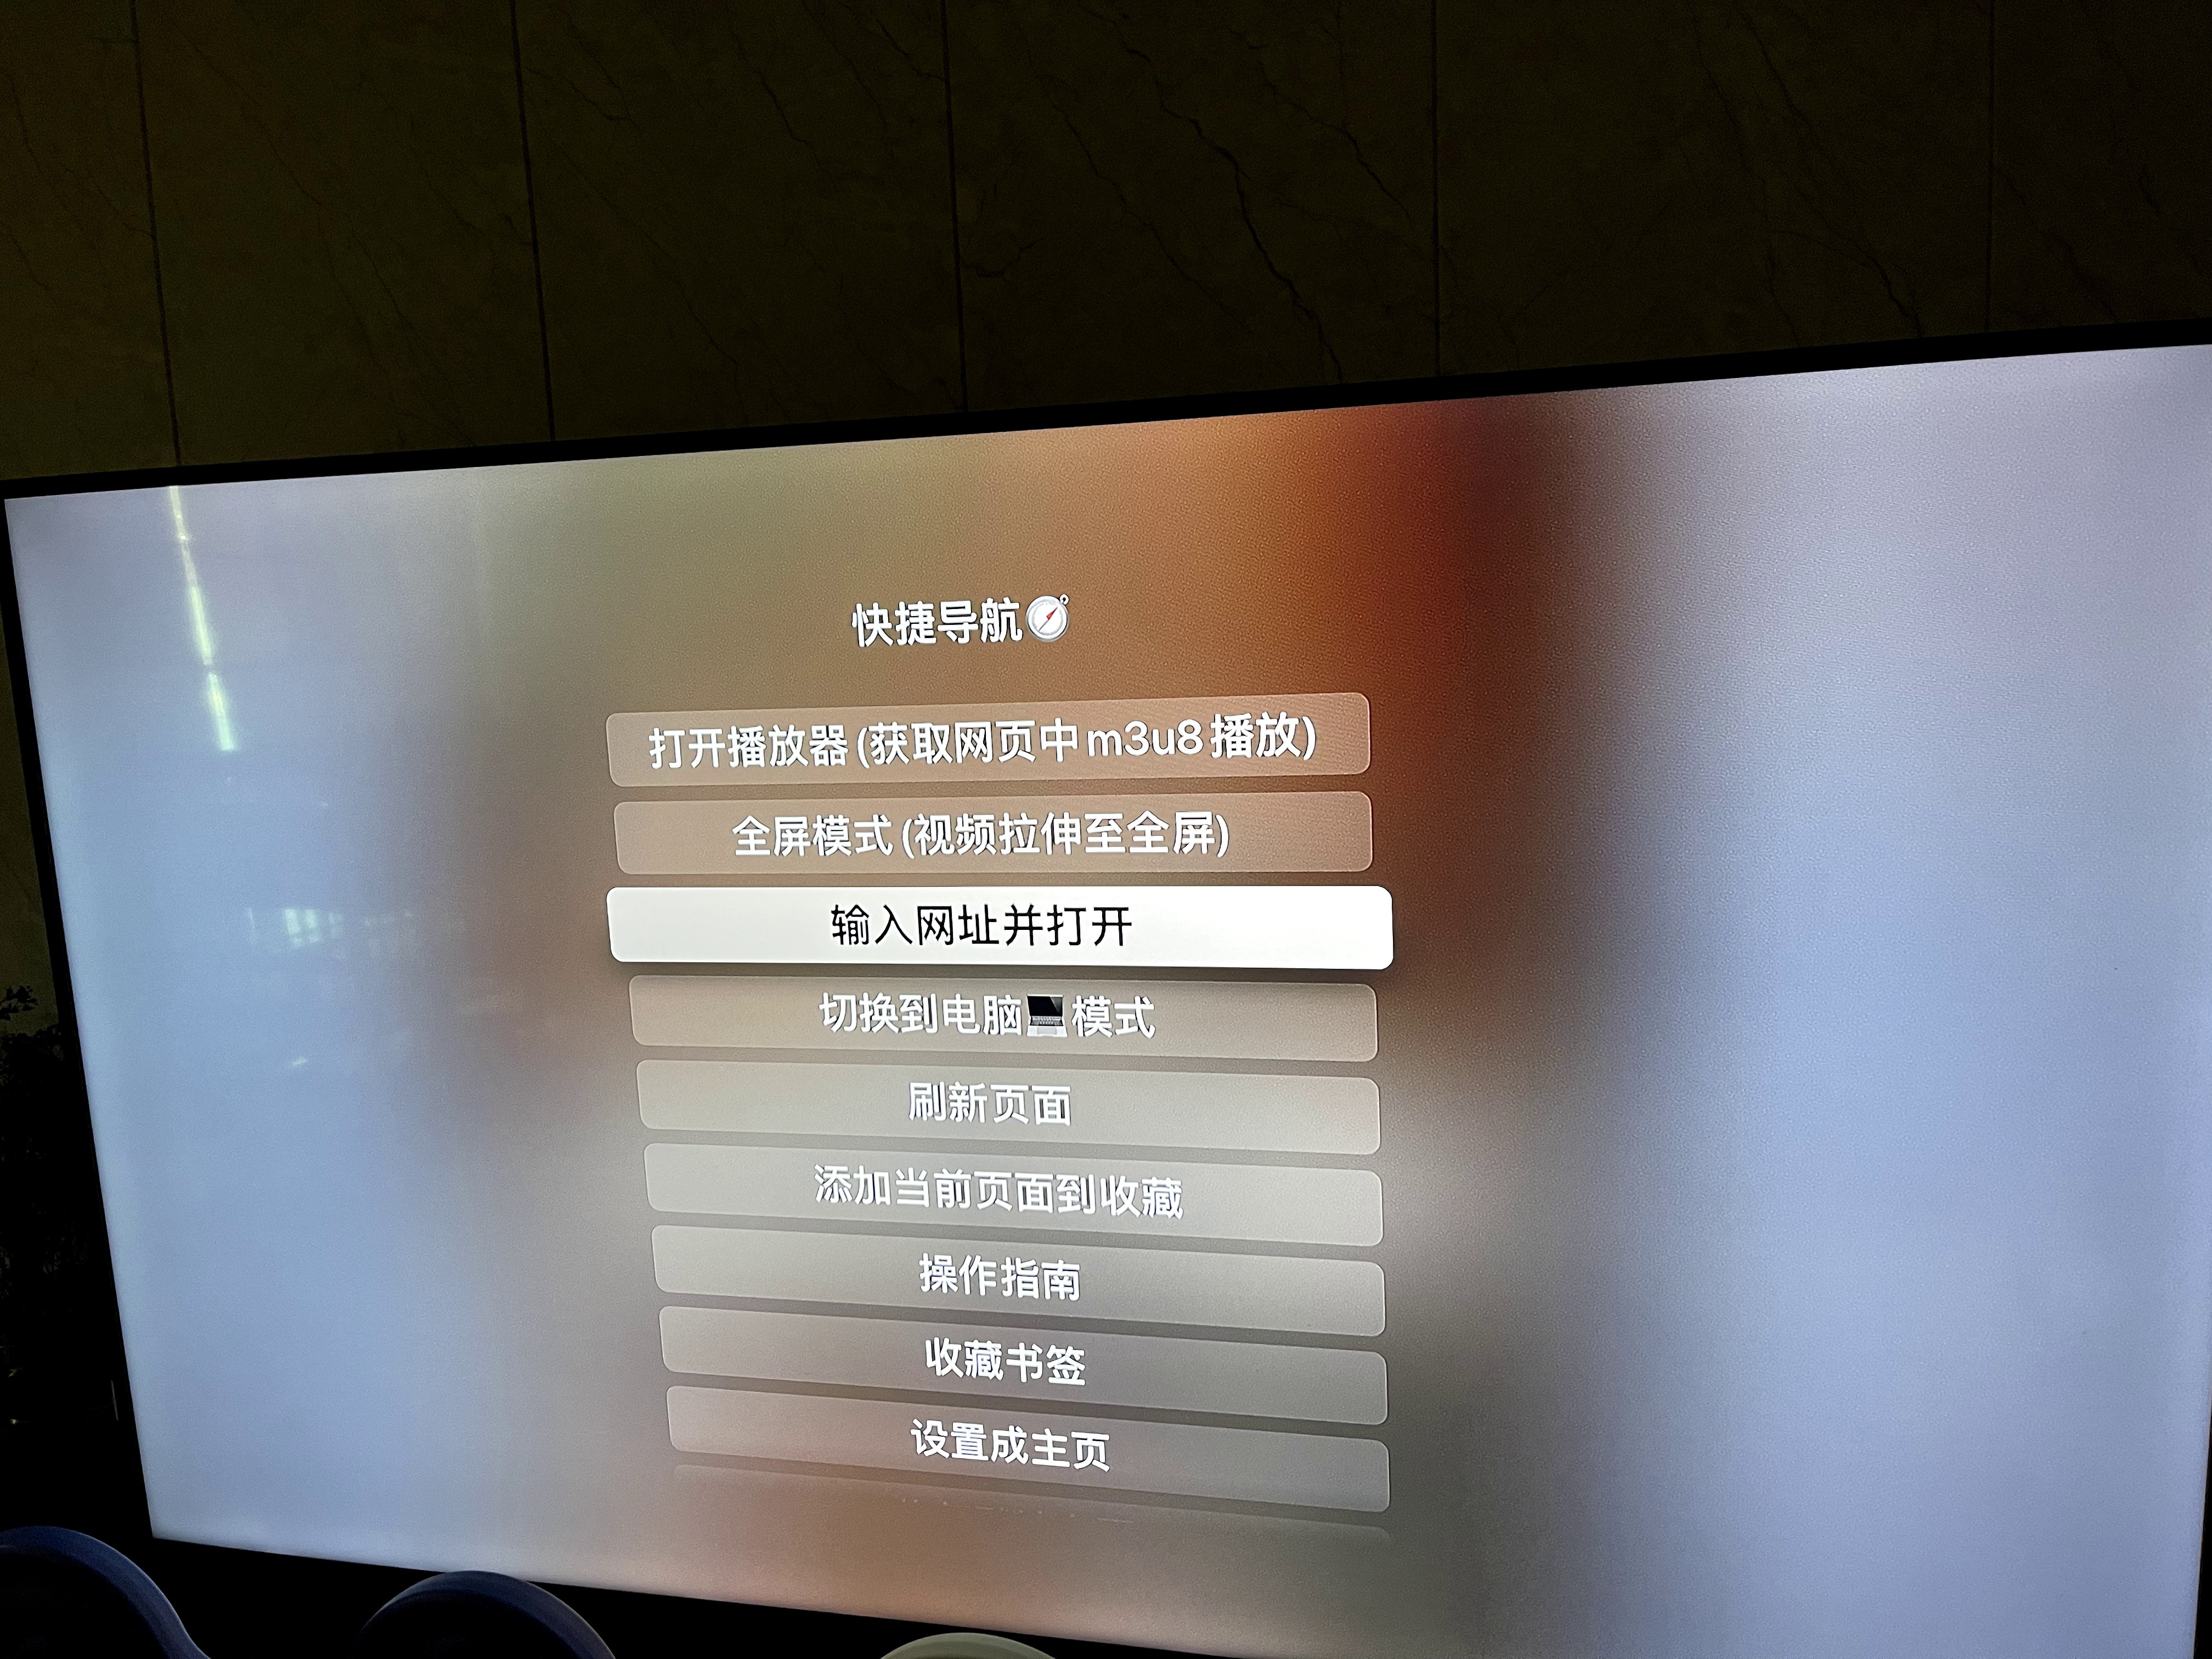 快捷导航🧭
打开播放器(获取网页中m3u8播放)
全屏模式(视频拉伸至全屏)
输入网址并打开
切换到电脑💻模式
刷新页面
添加当前页面到收藏
操作指南
收藏书签
设置成主页